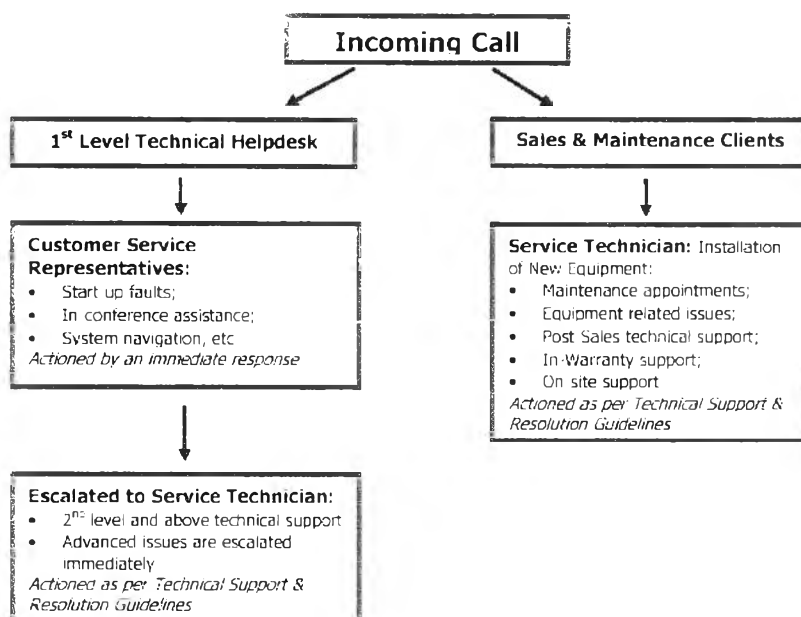 Incoming Call
1st Level Technical Helpdesk
Sales & Maintenance Clients
Customer Service
Representatives:
• Start up faults;
• In conference assistance;
• System navigation, etc
Actioned by an immediate response
Service Technician: Installation
of New Equipment:
• Maintenance appointments;
• Equipment related issues;
• Post Sales technical support;
• In-Warranty support;
• On site support
Actioned as per Technical Support &
Resolution Guidelines
Escalated to Service Technician:
• 2nd level and above technical support
• Advanced issues are escalated
immediately
Actioned as per Technical Support &
Resolution Guidelines